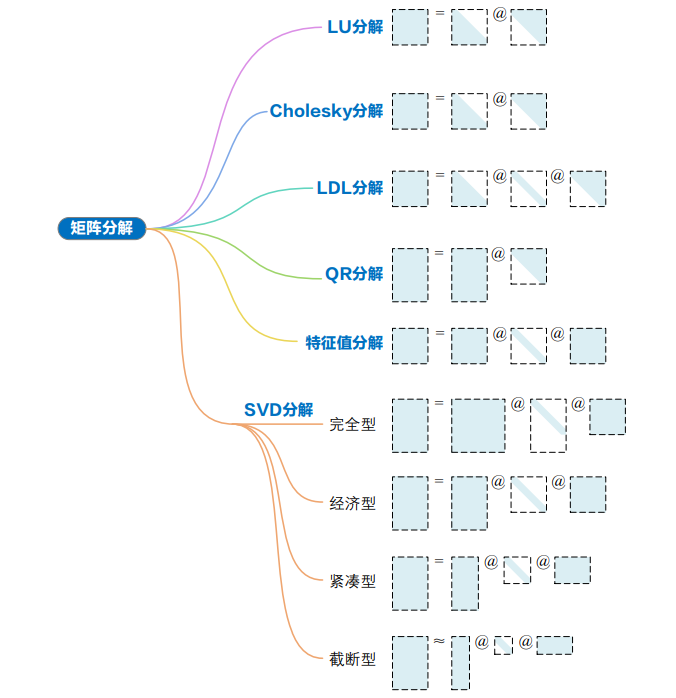 LU分解
= @
Cholesky分解
= @
LDL分解
= @ @
矩阵分解
QR分解
= @
特征值分解
= @ @
SVD分解
完全型
= @ @
经济型
= @ @
紧凑型
= @ @
截断型
≈ @ @